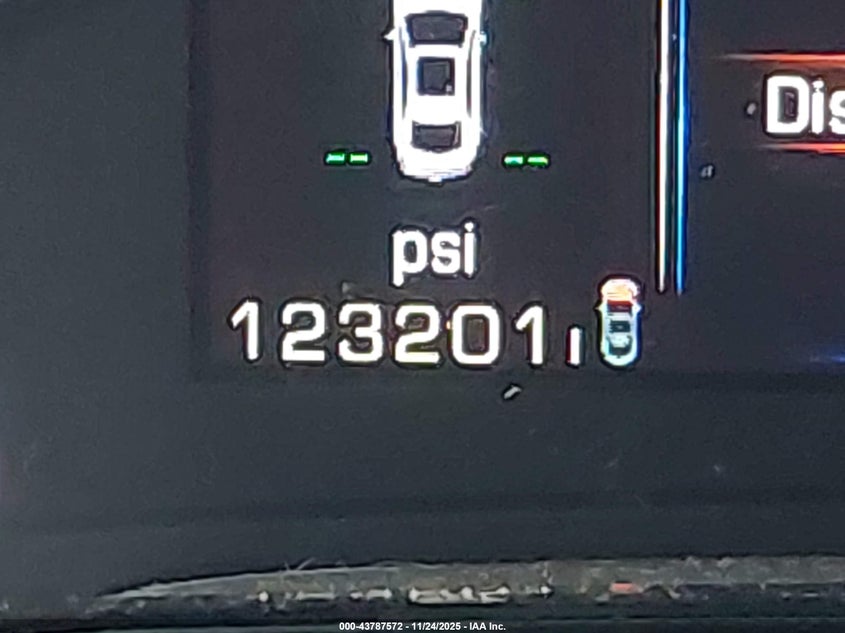 -- --
Dis
psi
123201
000-43787572 - 11/24/2025 - IAA Inc.